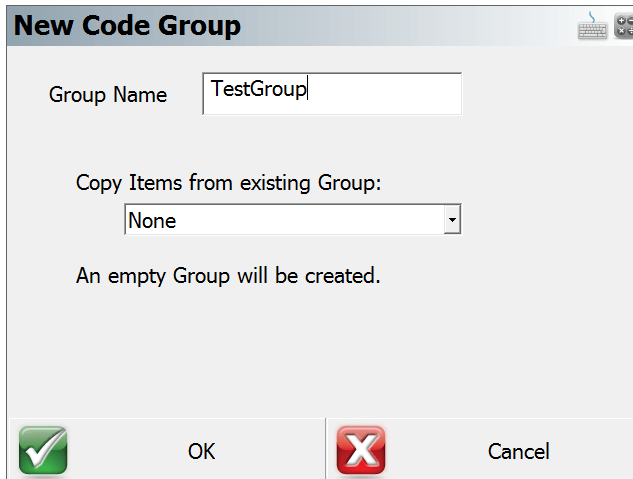 New Code Group
Group Name TestGroup
Copy Items from existing Group:
None
An empty Group will be created.
OK Cancel